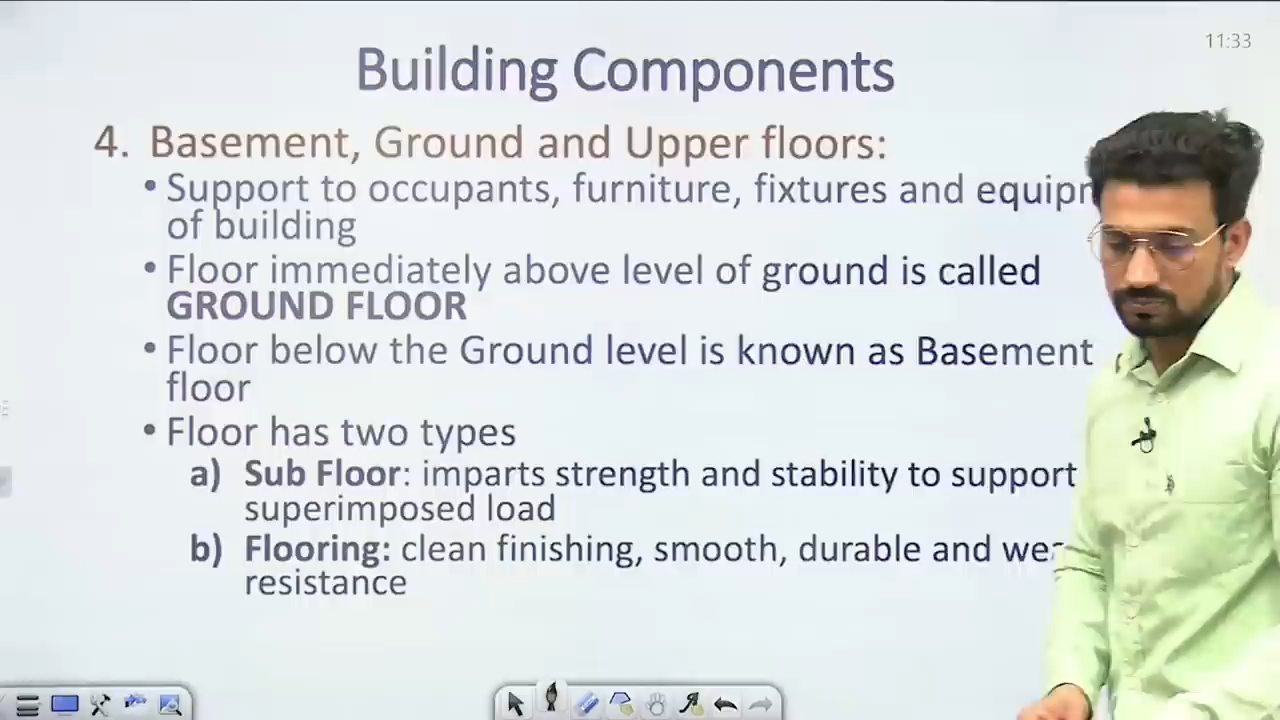 11:33
Building Components
4. Basement, Ground and Upper floors:
• Support to occupants, furniture, fixtures and
of building
• Floor immediately above level of ground is called
GROUND FLOOR
• Floor below the Ground level is known as Basement
floor
• Floor has two types
a) Sub Floor: imparts strength and stability to support
superimposed load
b) Flooring: clean finishing, smooth, durable and
resistance